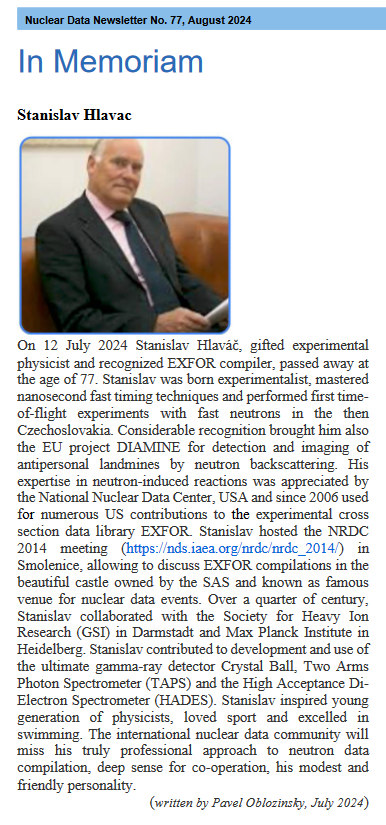 Nuclear Data Newsletter No. 77, August 2024
In Memoriam
Stanislav Hlavac
On 12 July 2024 Stanislav Hlaváč, gifted experimental
physicist and recognized EXFOR compiler, passed away at
the age of 77. Stanislav was born experimentalist, mastered
nanosecond fast timing techniques and performed first time-
of-flight experiments with fast neutrons in the then
Czechoslovakia. Considerable recognition brought him also
the EU project DIAMINE for detection and imaging of
antipersonal landmines by neutron backscattering. His
expertise in neutron-induced reactions was appreciated by
the National Nuclear Data Center, USA and since 2006 used
for numerous US contributions to the experimental cross
section data library EXFOR. Stanislav hosted the NRDC
2014 meeting (https://nds.iaea.org/nrdc/nrdc_2014/) in
Smolenice, allowing to discuss EXFOR compilations in the
beautiful castle owned by the SAS and known as famous
venue for nuclear data events. Over a quarter of century,
Stanislav collaborated with the Society for Heavy Ion
Research (GSI) in Darmstadt and Max Planck Institute in
Heidelberg. Stanislav contributed to development and use of
the ultimate gamma-ray detector Crystal Ball, Two Arms
Photon Spectrometer (TAPS) and the High Acceptance Di-
Electron Spectrometer (HADES). Stanislav inspired young
generation of physicists, loved sport and excelled in
swimming. The international nuclear data community will
miss his truly professional approach to neutron data
compilation, deep sense for co-operation, his modest and
friendly personality.
(written by Pavel Oblozinsky, July 2024)